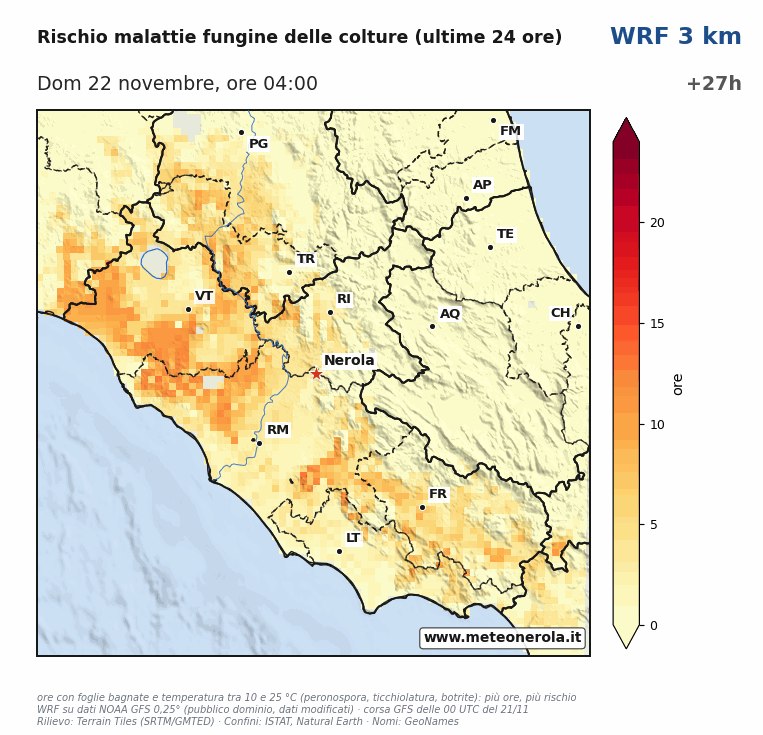 Rischio malattie fungine delle colture (ultime 24 ore)
WRF 3 km
Dom 22 novembre, ore 04:00
+27h
FM
PG
AP
TE
TR
VT
RI
AQ
CH
Nerola
RM
FR
LT
www.meteonerola.it
20
15
10
5
0
ore
ore con foglie bagnate e temperatura tra 10 e 25 °C (peronospora, ticchiolatura, botrite): più ore, più rischio
WRF su dati NOAA GFS 0,25° (pubblico dominio, dati modificati) · corsa GFS delle 00 UTC del 21/11
Rilievo: Terrain Tiles (SRTM/GMTED) · Confini: ISTAT, Natural Earth · Nomi: GeoNames